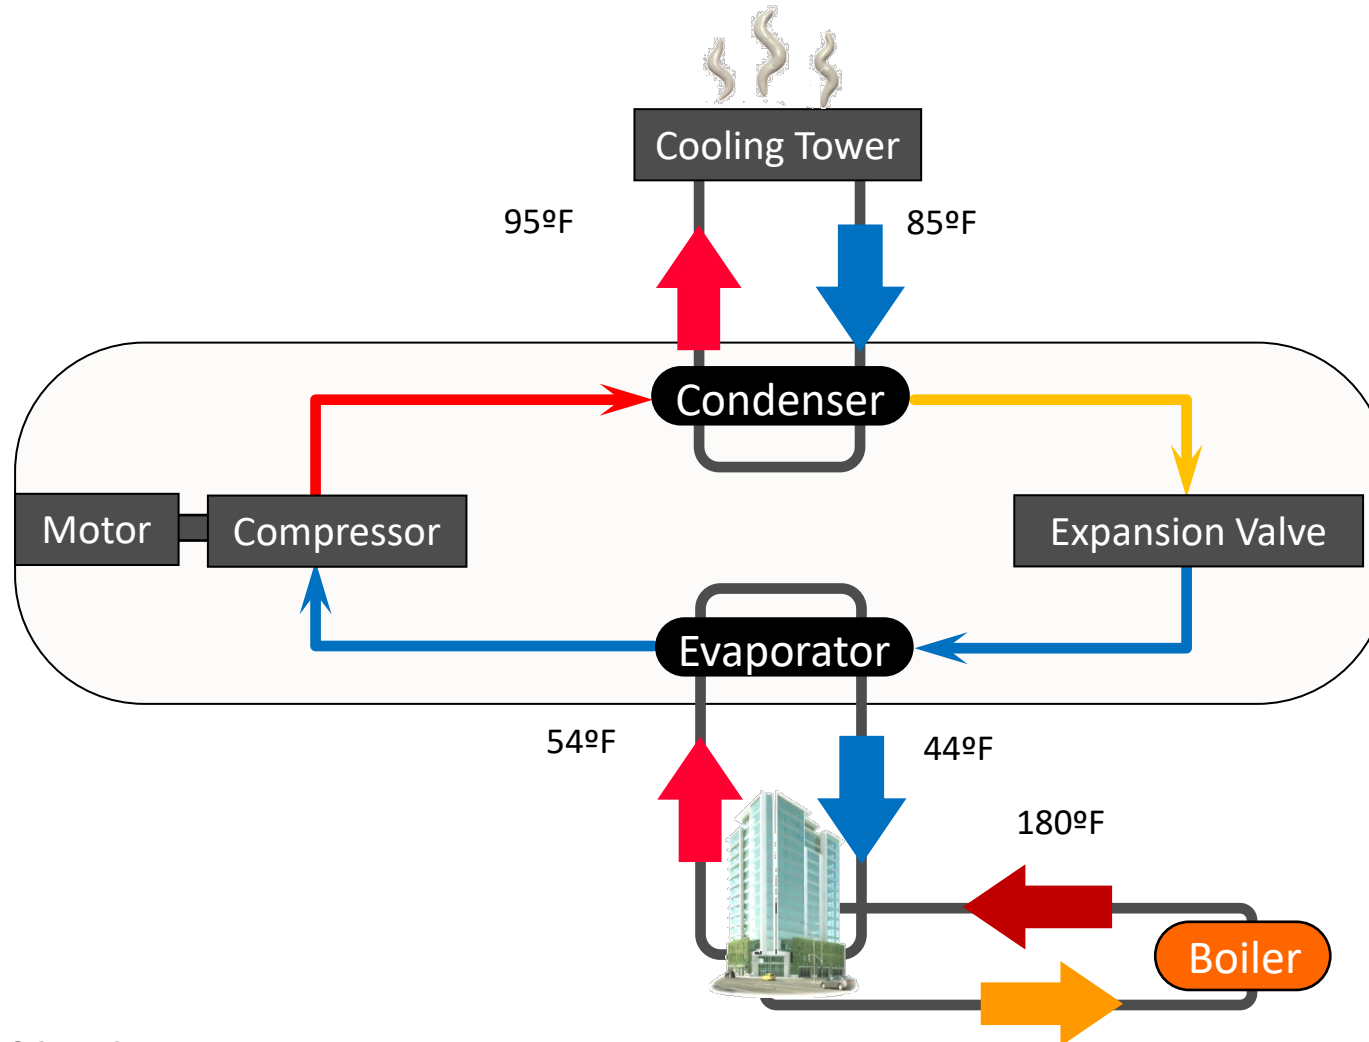 Cooling Tower
95ºF
85ºF
Condenser
Motor
Compressor
Expansion Valve
Evaporator
54ºF
44ºF
180ºF
Boiler